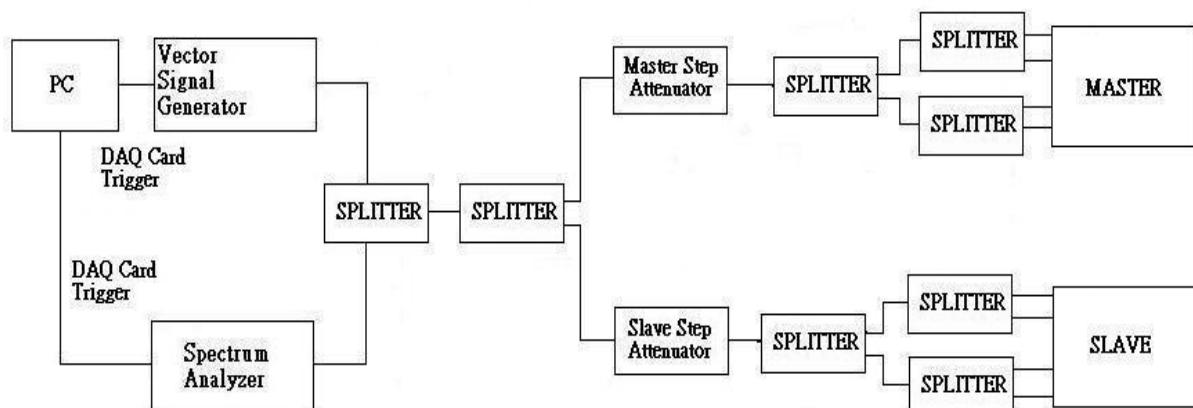 PC
Vector
Signal
Generator
DAQ Card
Trigger
DAQ Card
Trigger
Spectrum
Analyzer
SPLITTER
SPLITTER
Master Step
Attenuator
SPLITTER
SPLITTER
SPLITTER
MASTER
Slave Step
Attenuator
SPLITTER
SPLITTER
SPLITTER
SLAVE